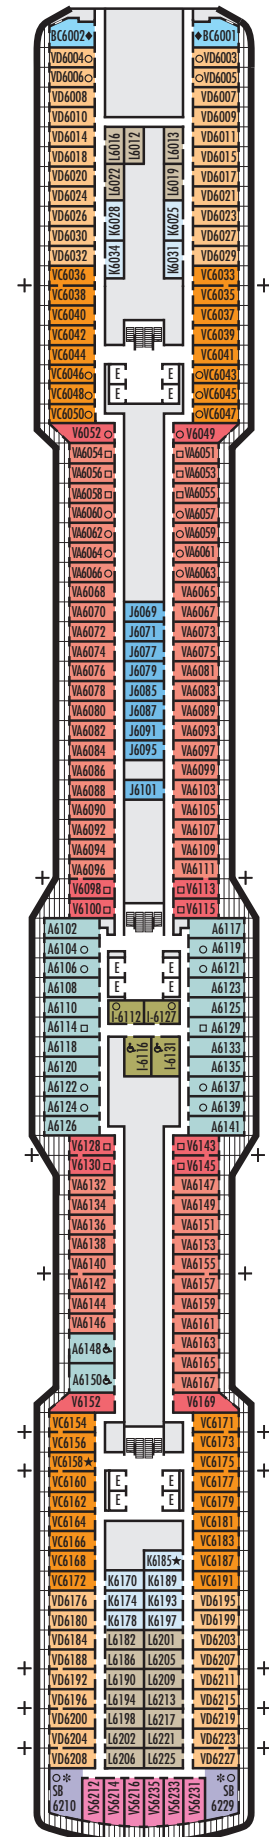 BC6002♦ ♦BC6001
VD6004○ ○VD6003
VD6006○ ○VD6005
VD6008 VD6007
VD6010 VD6009
VD6014 L6016 L6012 L6013 VD6011
VD6018 VD6015
VD6020 L6022 L6019 VD6017
VD6024 VD6021
VD6026 K6028 K6025 VD6023
VD6030 VD6027
VD6032 K6034 K6031 VD6029
VC6036 VC6033
VC6038 VC6035
VC6040 VC6037
VC6042 VC6039
VC6044 VC6041
VC6046○ E E ○VC6043
VC6048○ E E ○VC6045
VC6050○ ○VC6047
V6052○ ○V6049
VA6054□ □VA6051
VA6056□ □VA6053
VA6058□ □VA6055
VA6060○ ○VA6057
VA6062○ ○VA6059
VA6064○ ○VA6061
VA6066○ ○VA6063
VA6068 VA6065
VA6070 J6069 VA6067
VA6072 J6071 VA6073
VA6074 J6077 VA6075
VA6076 J6079 VA6081
VA6078 J6085 VA6083
VA6080 J6087 VA6089
VA6082 J6091 VA6093
VA6084 J6095 VA6097
VA6086 VA6099
VA6088 J6101 VA6103
VA6090 VA6105
VA6092 VA6107
VA6094 VA6109
VA6096 VA6111
V6098□ □V6113
V6100□ □V6115
A6102 A6117
A6104○ ○A6119
A6106○ E E ○A6121
A6108 E E A6123
A6110 I-6112 I-6127 A6125
A6114□ □A6129
A6118 I-6116 I-6131 A6133
A6120 A6135
A6122○ ○A6137
A6124○ ○A6139
A6126 A6141
V6128□ □V6143
V6130□ □V6145
VA6132 VA6147
VA6134 VA6149
VA6136 VA6151
VA6138 VA6153
VA6140 VA6155
VA6142 VA6157
VA6144 VA6159
VA6146 VA6161
A6148♿ VA6163
VA6165
A6150♿ VA6167
V6152 V6169
VC6154 VC6171
VC6156 VC6173
VC6158★ VC6175
VC6160 E E VC6177
VC6162 E E VC6179
VC6164 VC6181
VC6166 VC6183
VC6168 K6185★ VC6187
VC6172 K6170 K6189 VC6191
VD6176 K6174 K6193 VD6195
VD6180 K6178 K6197 VD6199
VD6184 L6182 L6201 VD6203
VD6188 L6186 L6205 VD6207
VD6192 L6190 L6209 VD6211
VD6196 L6194 L6213 VD6215
VD6200 L6198 L6217 VD6219
VD6204 L6202 L6221 VD6223
VD6208 L6206 L6225 VD6227
○✻ ✻○
SB 6210 VS6212 VS6214 VS6216 VS6235 VS6233 VS6231 SB 6229